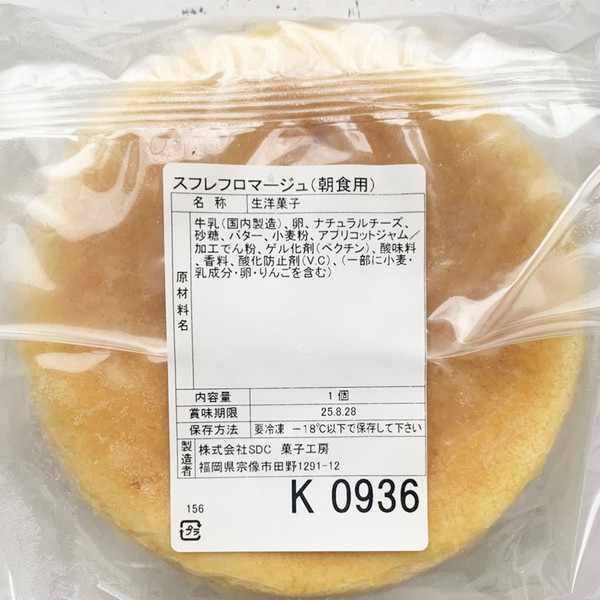 スフレフロマージュ(朝食用)
名称 生洋菓子
原材料名 牛乳(国内製造)、卵、ナチュラルチーズ、
砂糖、バター、小麦粉、アプリコットジャム/
加工でん粉、ゲル化剤(ペクチン)、酸味料
、香料、酸化防止剤(V.C)、(一部に小麦・
乳成分・卵・りんごを含む)
内容量 1個
賞味期限 25.8.28
保存方法 要冷凍 -18℃以下で保存して下さい
製造者 株式会社SDC 菓子工房
福岡県宗像市田野1291-12
K 0936
156
プラ